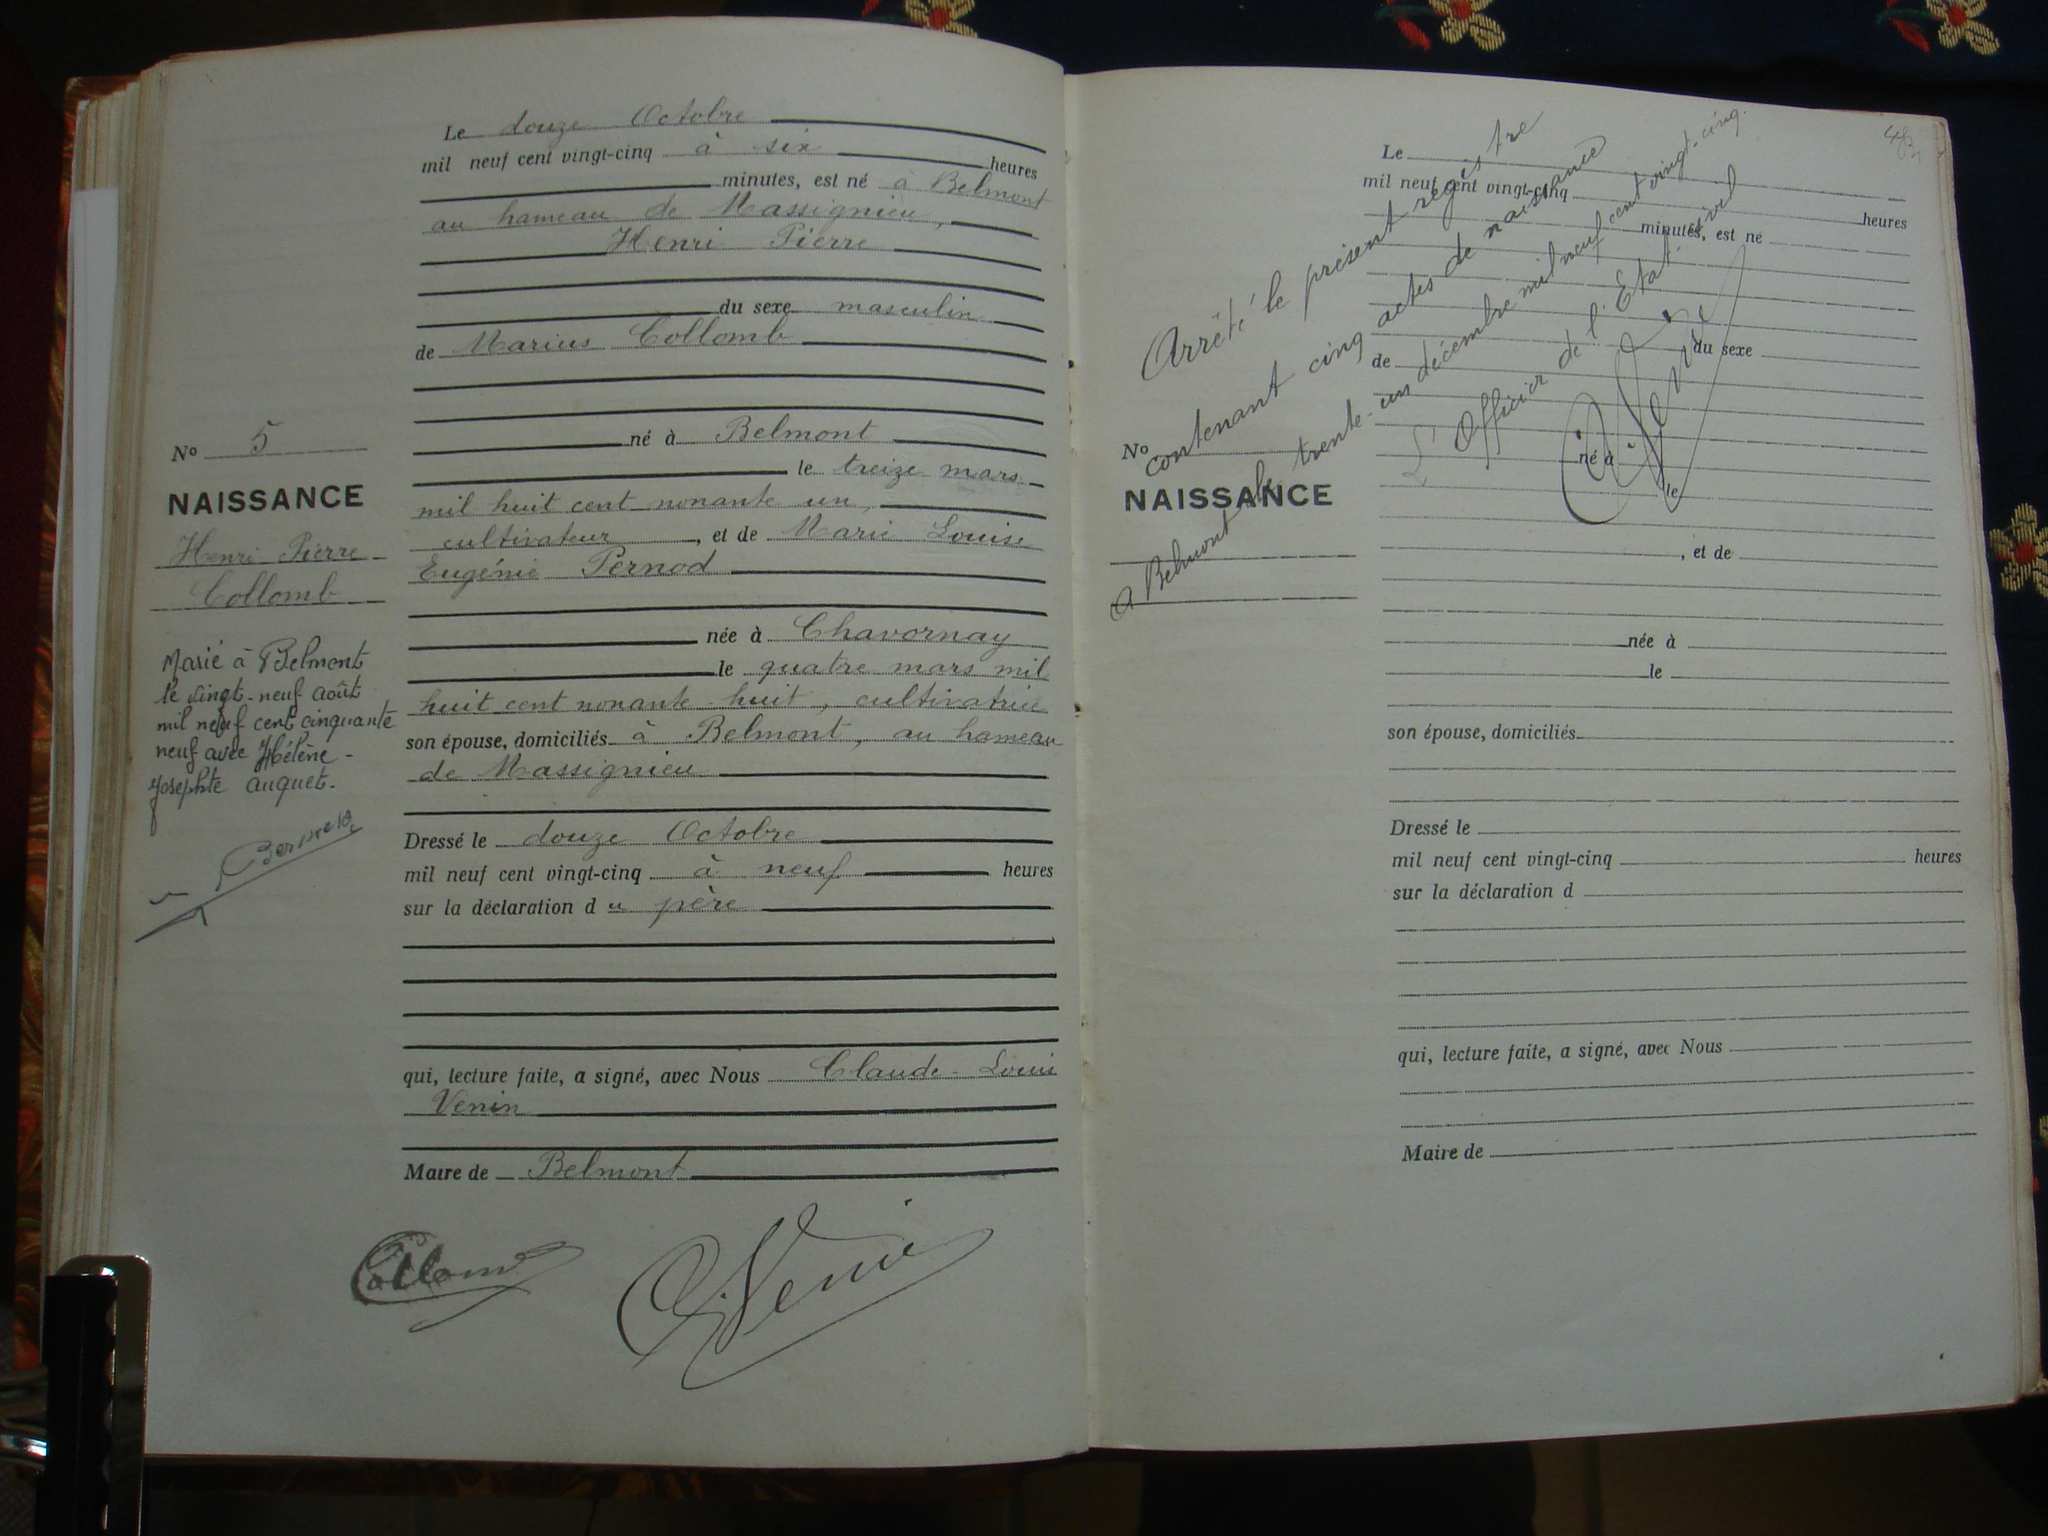 Le douze Octobre
mil neuf cent vingt-cinq à six heures
minutes, est né à Belmont
au hameau de Massignieu,
Henri Pierre
du sexe masculin
de Marius Collomb
né à Belmont
le treize mars
mil huit cent nonante un,
cultivateur, et de Marie Louise
Eugénie Pernod
née à Chavornay
le quatre mars mil
huit cent nonante-huit, cultivatrice
son épouse, domiciliés à Belmont, au hameau
de Massignieu
Dressé le douze Octobre
mil neuf cent vingt-cinq à neuf heures
sur la déclaration du père
qui, lecture faite, a signé, avec Nous Claude-Louis
Venin
Maire de Belmont
Collomb
C. Venin
No 5
NAISSANCE
Henri Pierre
Collomb
Marié à Belmont
le vingt-neuf août
mil neuf cent cinquante
neuf avec Hélène-
Josephte Auquet.
Arrêté le présent registre
contenant cinq actes de naissance
A Belmont le trente-un décembre mil neuf cent vingt-cinq.
L'Officier de l'Etat civil
C. Venin
Le
mil neuf cent vingt-cinq heures
minutes, est né
du sexe
de
né à
le
, et de
née à
le
son épouse, domiciliés
Dressé le
mil neuf cent vingt-cinq heures
sur la déclaration d
qui, lecture faite, a signé, avec Nous
Maire de
No
NAISSANCE